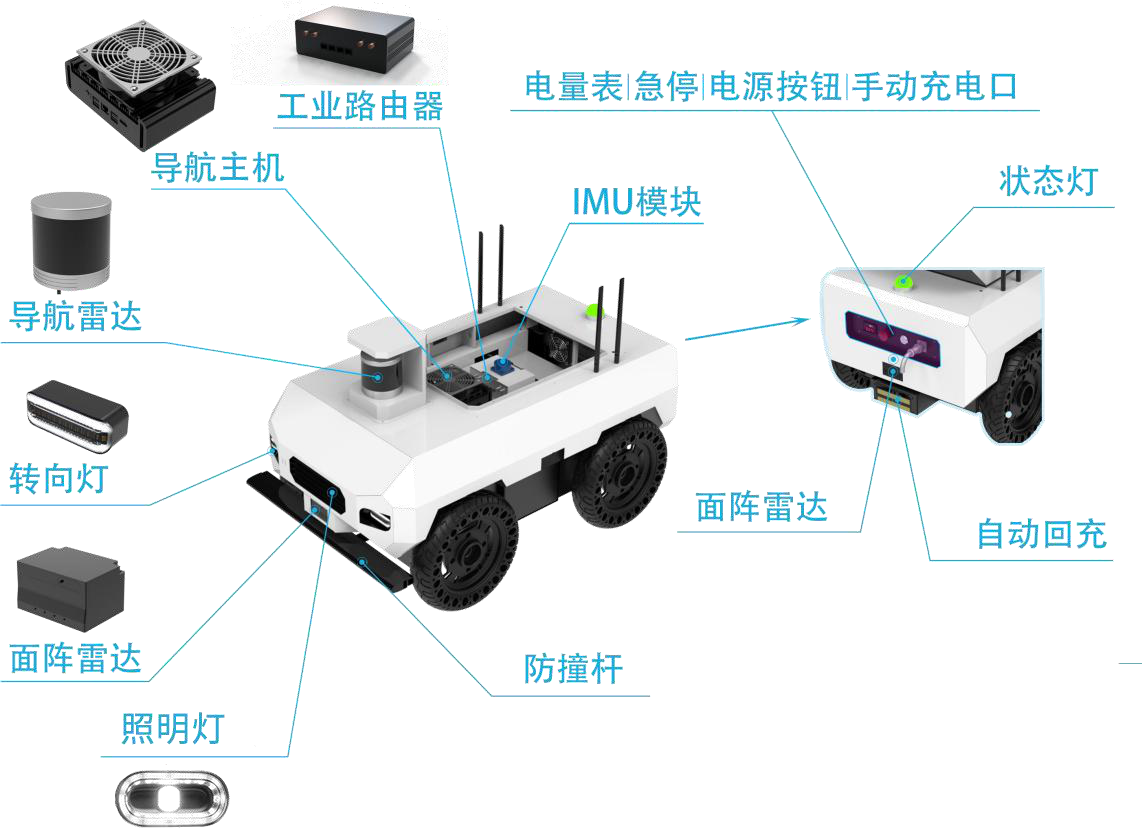 工业路由器
电量表|急停|电源按钮|手动充电口
导航主机
状态灯
IMU模块
导航雷达
转向灯
面阵雷达
自动回充
面阵雷达
防撞杆
照明灯